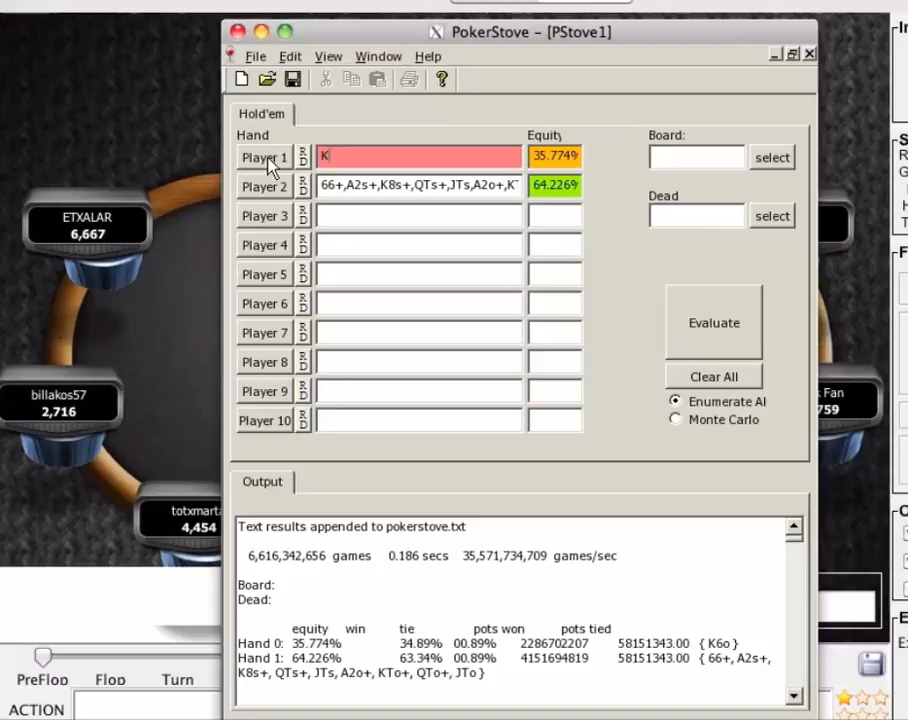 PokerStove – [PStove1]
File Edit View Window Help
Hold'em
Hand Equity Board:
Player 1 R D K 35.774% select
Player 2 R D 66+,A2s+,K8s+,QTs+,JTs,A2o+,K 64.226%
Dead
Player 3 R D select
Player 4 R D
Player 5 R D
Player 6 R D
Player 7 R D
Evaluate
Player 8 R D
Clear All
Player 9 R D
Enumerate Al
Player 10 R D
Monte Carlo
Output
Text results appended to pokerstove.txt
6,616,342,656 games 0.186 secs 35,571,734,709 games/sec
Board:
Dead:
equity win tie pots won pots tied
Hand 0: 35.774% 34.89% 00.89% 2286702207 58151343.00 { K6o }
Hand 1: 64.226% 63.34% 00.89% 4151694819 58151343.00 { 66+, A2s+,
K8s+, QTs+, JTs, A2o+, KTo+, QTo+, JTo }
ETXALAR
6,667
billakos57
2,716
Fan
759
totxmarta
4,454
PreFlop Flop Turn
ACTION